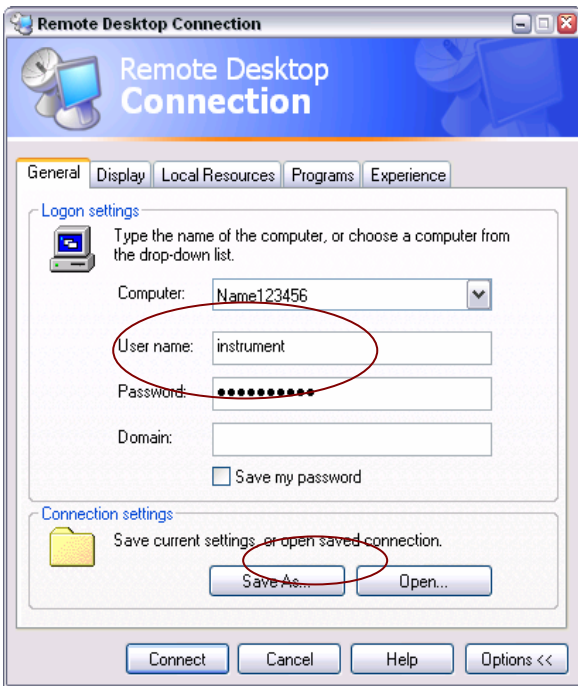 Remote Desktop Connection
Remote Desktop
Connection
General Display Local Resources Programs Experience
Logon settings
Type the name of the computer, or choose a computer from
the drop-down list.
Computer: Name123456
User name: instrument
Password: ●●●●●●●●●●
Domain:
Save my password
Connection settings
Save current settings, or open saved connection.
Save As... Open...
Connect Cancel Help Options <<